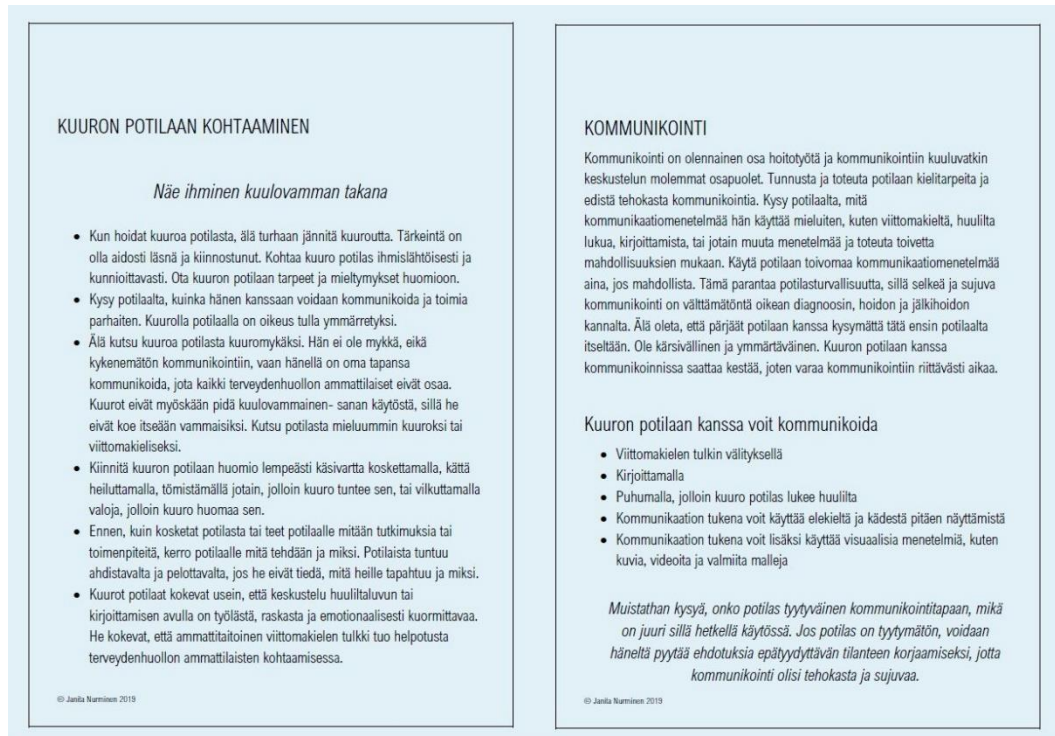 KUURON POTILAAN KOHTAAMINEN
Näe ihminen kuulovamman takana
• Kun hoidat kuuroa potilasta, älä turhaan jännitä kuuroutta. Tärkeintä on
olla aidosti läsnä ja kiinnostunut. Kohtaa kuuro potilas ihmislähtöisesti ja
kunnioittavasti. Ota kuuron potilaan tarpeet ja mieltymykset huomioon.
• Kysy potilaalta, kuinka hänen kanssaan voidaan kommunikoida ja toimia
parhaiten. Kuurolla potilaalla on oikeus tulla ymmärretyksi.
• Älä kutsu kuuroa potilasta kuuromykäksi. Hän ei ole mykkä, eikä
kykenemätön kommunikointiin, vaan hänellä on oma tapansa
kommunikoida, jota kaikki terveydenhuollon ammattilaiset eivät osaa.
Kuurot eivät myöskään pidä kuulovammainen- sanan käytöstä, sillä he
eivät koe itseään vammaisiksi. Kutsu potilasta mieluummin kuuroksi tai
viittomakieliseksi.
• Kiinnitä kuuron potilaan huomio lempeästi käsivartta koskettamalla, kättä
heiluttamalla, tömistämällä jotain, jolloin kuuro tuntee sen, tai vilkuttamalla
valoja, jolloin kuuro huomaa sen.
• Ennen, kuin kosketat potilasta tai teet potilaalle mitään tutkimuksia tai
toimenpiteitä, kerro potilaalle mitä tehdään ja miksi. Potilaista tuntuu
ahdistavalta ja pelottavalta, jos he eivät tiedä, mitä heille tapahtuu ja miksi.
• Kuurot potilaat kokevat usein, että keskustelu huuliltaluvun tai
kirjoittamisen avulla on työlästä, raskasta ja emotionaalisesti kuormittavaa.
He kokevat, että ammattitaitoinen viittomakielen tulkki tuo helpotusta
terveydenhuollon ammattilaisten kohtaamisessa.
© Janita Nurminen 2019
KOMMUNIKOINTI
Kommunikointi on olennainen osa hoitotyötä ja kommunikointiin kuuluvatkin
keskustelun molemmat osapuolet. Tunnusta ja toteuta potilaan kielitarpeita ja
edistä tehokasta kommunikointia. Kysy potilaalta, mitä
kommunikaatiomenetelmää hän käyttää mieluiten, kuten viittomakieltä, huulilta
lukua, kirjoittamista, tai jotain muuta menetelmää ja toteuta toivetta
mahdollisuuksien mukaan. Käytä potilaan toivomaa kommunikaatiomenetelmää
aina, jos mahdollista. Tämä parantaa potilasturvallisuutta, sillä selkeä ja sujuva
kommunikointi on välttämätöntä oikean diagnoosin, hoidon ja jälkihoidon
kannalta. Älä oleta, että pärjäät potilaan kanssa kysymättä tätä ensin potilaalta
itseltään. Ole kärsivällinen ja ymmärtäväinen. Kuuron potilaan kanssa
kommunikoinnissa saattaa kestää, joten varaa kommunikointiin riittävästi aikaa.
Kuuron potilaan kanssa voit kommunikoida
• Viittomakielen tulkin välityksellä
• Kirjoittamalla
• Puhumalla, jolloin kuuro potilas lukee huulilta
• Kommunikaation tukena voit käyttää elekieltä ja kädestä pitäen näyttämistä
• Kommunikaation tukena voit lisäksi käyttää visuaalisia menetelmiä, kuten
kuvia, videoita ja valmiita malleja
Muistathan kysyä, onko potilas tyytyväinen kommunikointitapaan, mikä
on juuri sillä hetkellä käytössä. Jos potilas on tyytymätön, voidaan
häneltä pyytää ehdotuksia epätyydyttävän tilanteen korjaamiseksi, jotta
kommunikointi olisi tehokasta ja sujuvaa.
© Janita Nurminen 2019